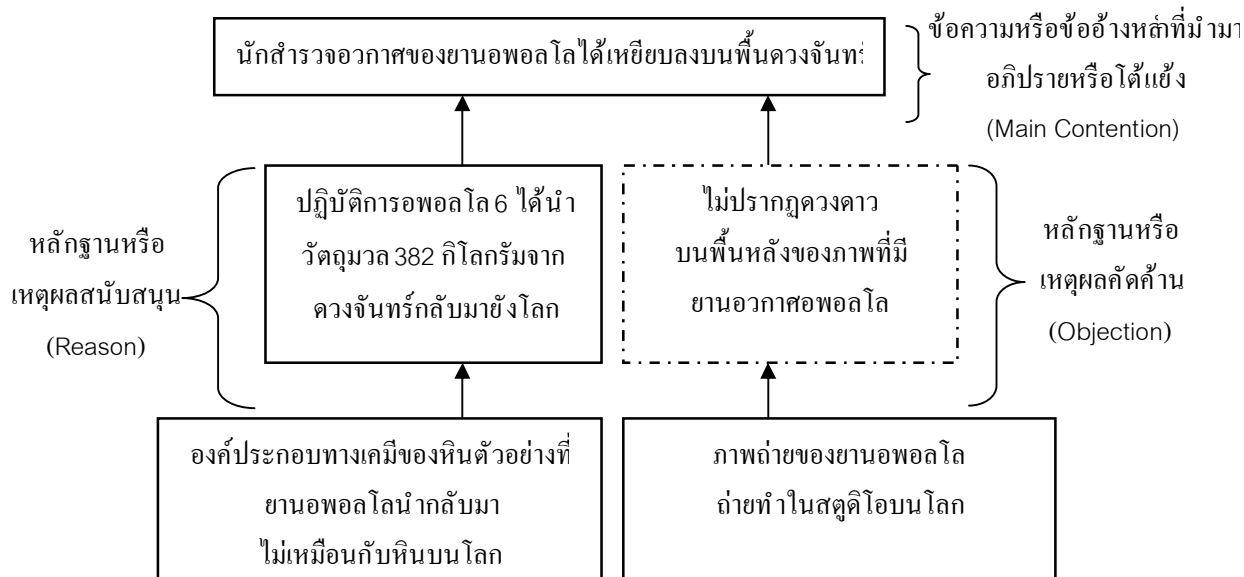 นักสำรวจอวกาศของยานอพอลโลได้เหยียบลงบนพื้นดวงจันทร์
ข้อความหรือข้ออ้างหลักที่นำมา
อภิปรายหรือโต้แย้ง
(Main Contention)
หลักฐานหรือ
เหตุผลสนับสนุน
(Reason)
ปฏิบัติการอพอลโล 6 ได้นำ
วัตถุมวล 382 กิโลกรัมจาก
ดวงจันทร์กลับมายังโลก
ไม่ปรากฏดวงดาว
บนพื้นหลังของภาพที่มี
ยานอวกาศอพอลโล
หลักฐานหรือ
เหตุผลคัดค้าน
(Objection)
องค์ประกอบทางเคมีของหินตัวอย่างที่
ยานอพอลโลนำกลับมา
ไม่เหมือนกับหินบนโลก
ภาพถ่ายของยานอพอลโล
ถ่ายทำในสตูดิโอบนโลก